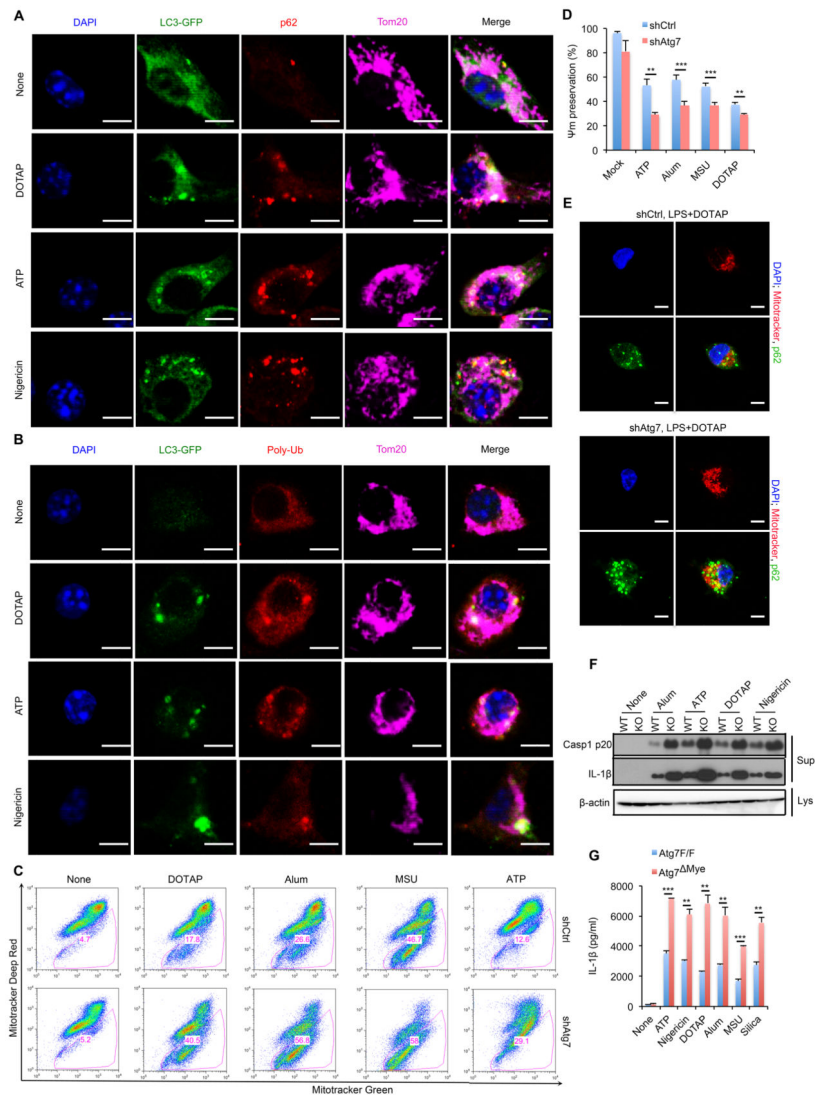 A
DAPI LC3-GFP p62 Tom20 Merge
None
DOTAP
ATP
Nigericin
B
DAPI LC3-GFP Poly-Ub Tom20 Merge
None
DOTAP
ATP
Nigericin
C
None DOTAP Alum MSU ATP
4.7 17.8 26.6 46.7 12.6
shCtrl
5.2 40.5 56.8 58 29.1
shAtg7
Mitotracker Deep Red
Mitotracker Green
D
shCtrl
shAtg7
Ψm preservation (%)
100
80
60
40
20
0
** *** *** **
Mock ATP Alum MSU DOTAP
E
shCtrl, LPS+DOTAP
DAPI; Mitotracker, p62
shAtg7, LPS+DOTAP
DAPI; Mitotracker, p62
F
None Alum ATP DOTAP Nigericin
WT KO WT KO WT KO WT KO WT KO
Casp1 p20
IL-1β
Sup
β-actin
Lys
G
Atg7F/F
Atg7ΔMye
IL-1β (pg/ml)
8000
6000
4000
2000
0
*** ** ** ** *** **
None ATP Nigericin DOTAP Alum MSU Silica